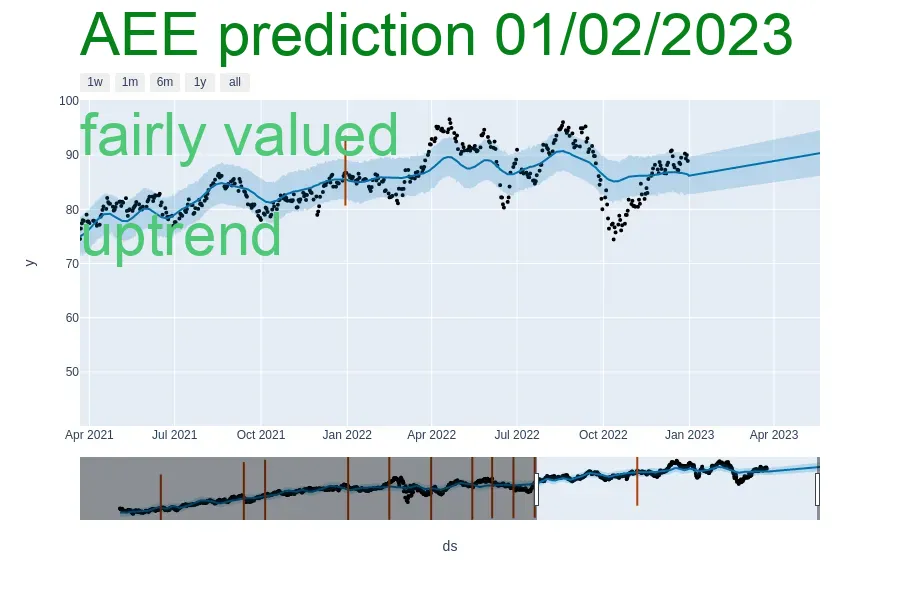 AEE prediction 01/02/2023
1w 1m 6m 1y all
100
fairly valued
90
80
uptrend
70
y
60
50
Apr 2021 Jul 2021 Oct 2021 Jan 2022 Apr 2022 Jul 2022 Oct 2022 Jan 2023 Apr 2023
ds